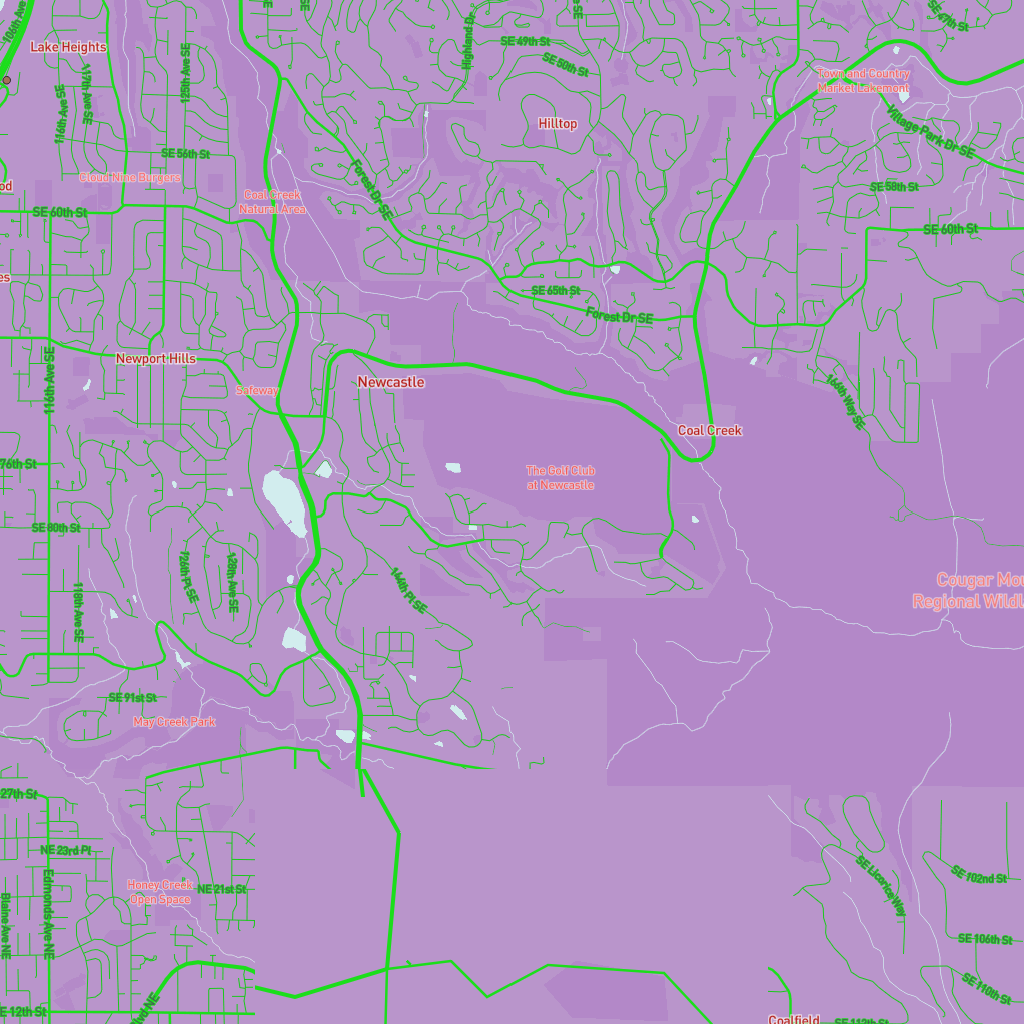 106th Ave
Lake Heights
117th Ave SE
116th Ave SE
125th Ave SE
SE
SE
Highland Dr
SE 49th St
SE 50th St
e SE
SE 47th St
Town and Country
Market Lakemont
Hilltop
Village Park Dr SE
SE 56th St
Cloud Nine Burgers
od
Coal Creek
Natural Area
Forest Dr SE
SE 58th St
SE 60th St
SE 60th St
es
SE 65th St
Forest Dr SE
Newport Hills
116th Ave SE
Safeway
Newcastle
166th Way SE
Coal Creek
76th St
The Golf Club
at Newcastle
SE 80th St
126th Pl SE
128th Ave SE
118th Ave SE
144th Pl SE
Cougar Mou
Regional Wildl
SE 91st St
May Creek Park
27th St
NE 23rd Pl
Honey Creek
Open Space
NE 21st St
Edmonds Ave NE
Blaine Ave NE
SE Licorice Way
SE 102nd St
SE 106th St
SE 110th St
E 12th St
Blvd NE
Coalfield
SE 112th St